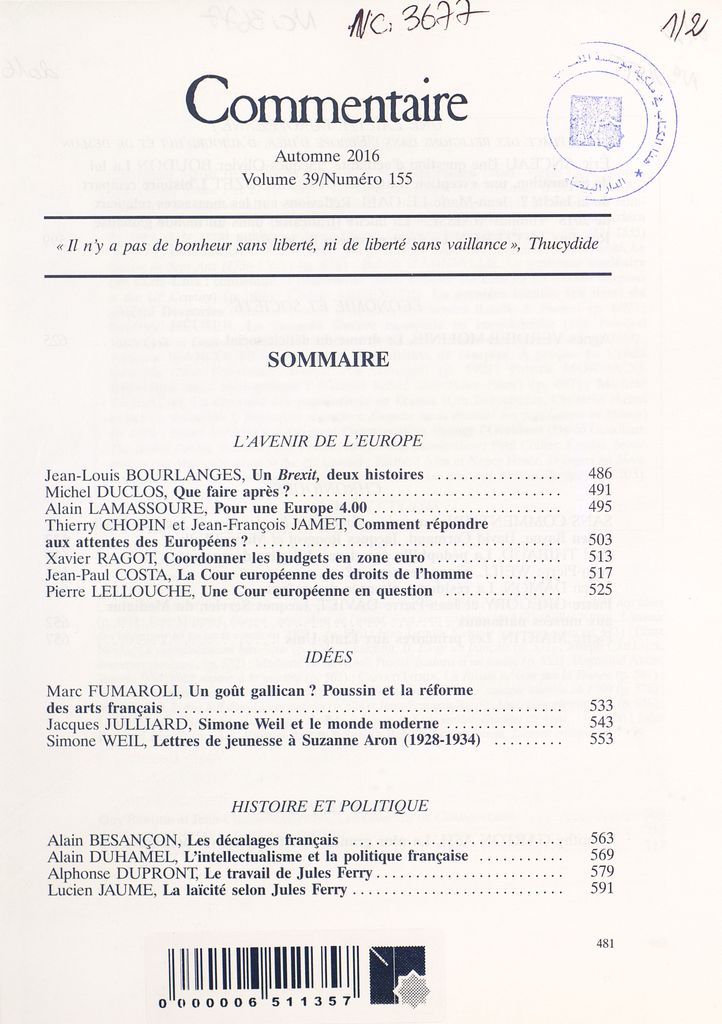 NC: 3677
1/2
Commentaire
Automne 2016
Volume 39/Numéro 155
« Il n'y a pas de bonheur sans liberté, ni de liberté sans vaillance », Thucydide
SOMMAIRE
L'AVENIR DE L'EUROPE
Jean-Louis BOURLANGES, Un Brexit, deux histoires ................ 486
Michel DUCLOS, Que faire après ? .................................. 491
Alain LAMASSOURE, Pour une Europe 4.00 ........................ 495
Thierry CHOPIN et Jean-François JAMET, Comment répondre
aux attentes des Européens ? ....................................... 503
Xavier RAGOT, Coordonner les budgets en zone euro ................ 513
Jean-Paul COSTA, La Cour européenne des droits de l'homme ......... 517
Pierre LELLOUCHE, Une Cour européenne en question ............... 525
IDÉES
Marc FUMAROLI, Un goût gallican ? Poussin et la réforme
des arts français ................................................. 533
Jacques JULLIARD, Simone Weil et le monde moderne .............. 543
Simone WEIL, Lettres de jeunesse à Suzanne Aron (1928-1934) ......... 553
HISTOIRE ET POLITIQUE
Alain BESANÇON, Les décalages français ........................... 563
Alain DUHAMEL, L'intellectualisme et la politique française ........... 569
Alphonse DUPRONT, Le travail de Jules Ferry ........................ 579
Lucien JAUME, La laïcité selon Jules Ferry ........................... 591
481
0 000006 511357